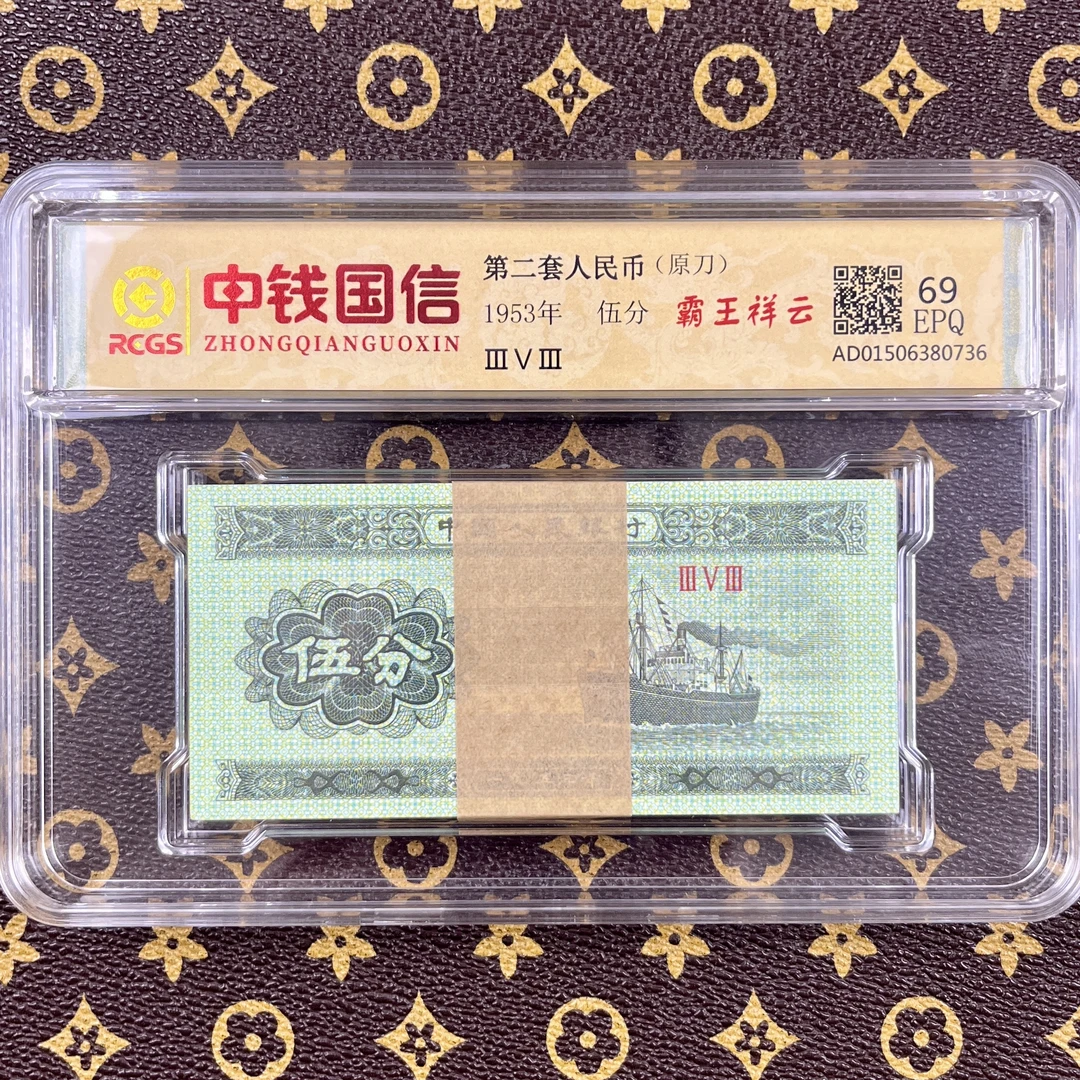 RCGS
中钱国信
ZHONGQIANGUOXIN
第二套人民币（原刀）
1953年 伍分 霸王祥云
ⅢⅤⅢ
69
EPQ
AD01506380736
ⅢⅤⅢ
伍分